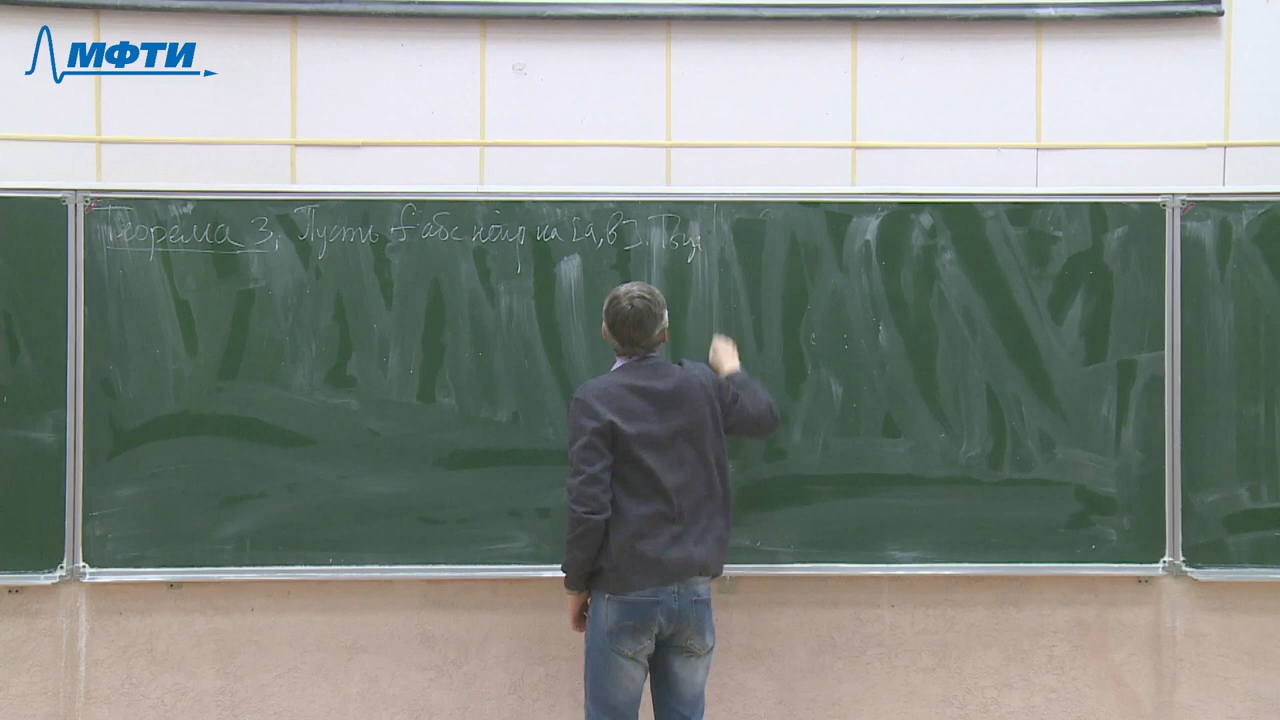 МФТИ
Теорема 3. Пусть f абс непр на [a,b]. Тогда